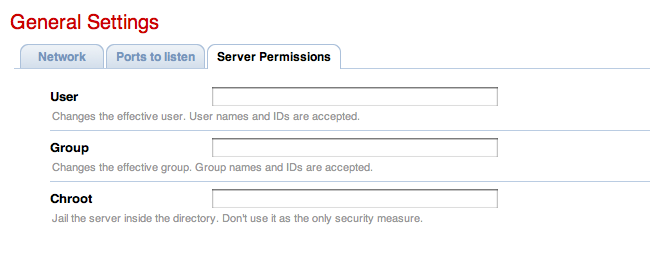 General Settings
Network Ports to listen Server Permissions
User
Changes the effective user. User names and IDs are accepted.
Group
Changes the effective group. Group names and IDs are accepted.
Chroot
Jail the server inside the directory. Don't use it as the only security measure.